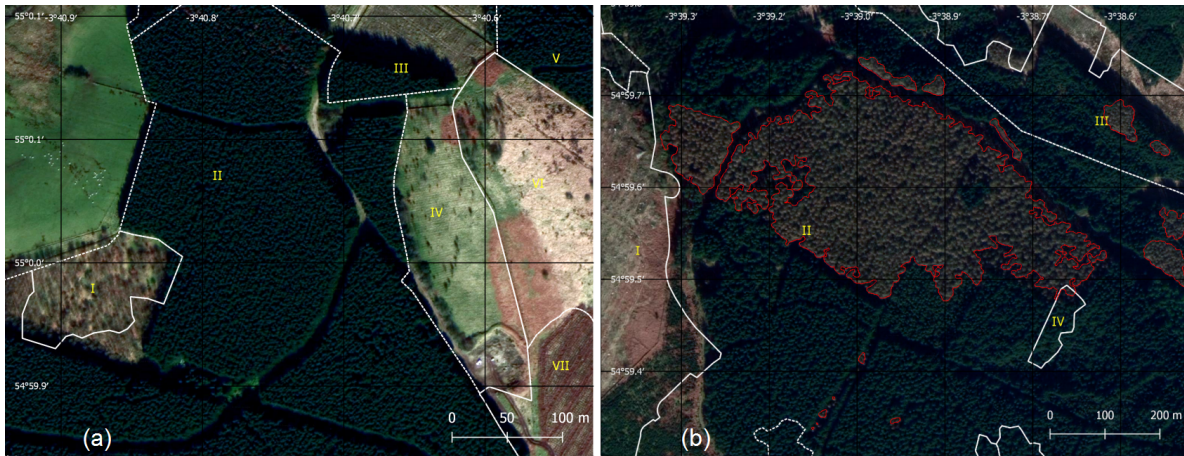 -3°40.9' -3°40.8' -3°40.7' -3°40.6'
55°0.1'
55°0.1'
55°0.0'
54°59.9'
I
II
III
IV
V
VI
VII
0 50 100 m
(a)
-3°39.3' -3°39.2' -3°39.0' -3°38.9' -3°38.7' -3°38.6'
54°59.7'
54°59.6'
54°59.5'
54°59.4'
I
II
III
IV
0 100 200 m
(b)